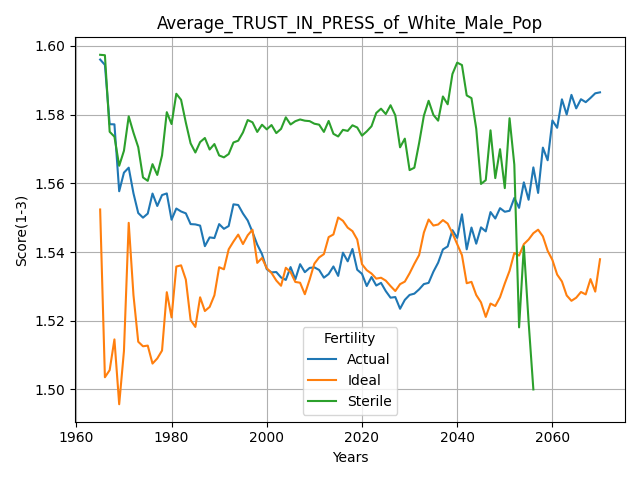 Average_TRUST_IN_PRESS_of_White_Male_Pop
Score(1-3)
1.60
1.58
1.56
1.54
1.52
1.50
Fertility
Actual
Ideal
Sterile
1960
1980
2000
2020
2040
2060
Years